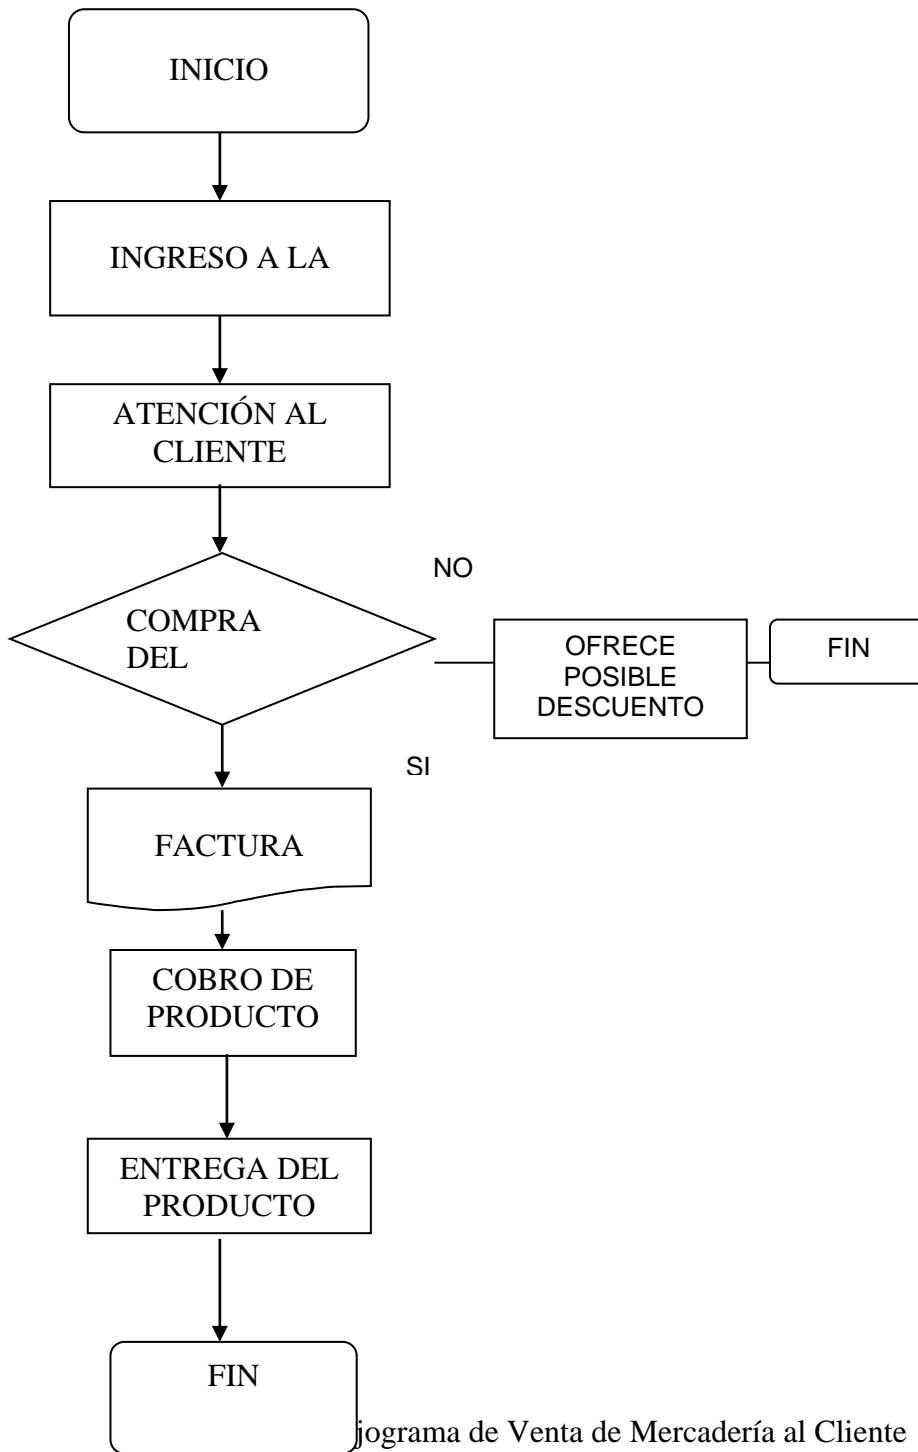 INICIO
INGRESO A LA
ATENCIÓN AL
CLIENTE
NO
COMPRA
DEL
OFRECE
POSIBLE
DESCUENTO
FIN
SI
FACTURA
COBRO DE
PRODUCTO
ENTREGA DEL
PRODUCTO
FIN
jograma de Venta de Mercadería al Cliente